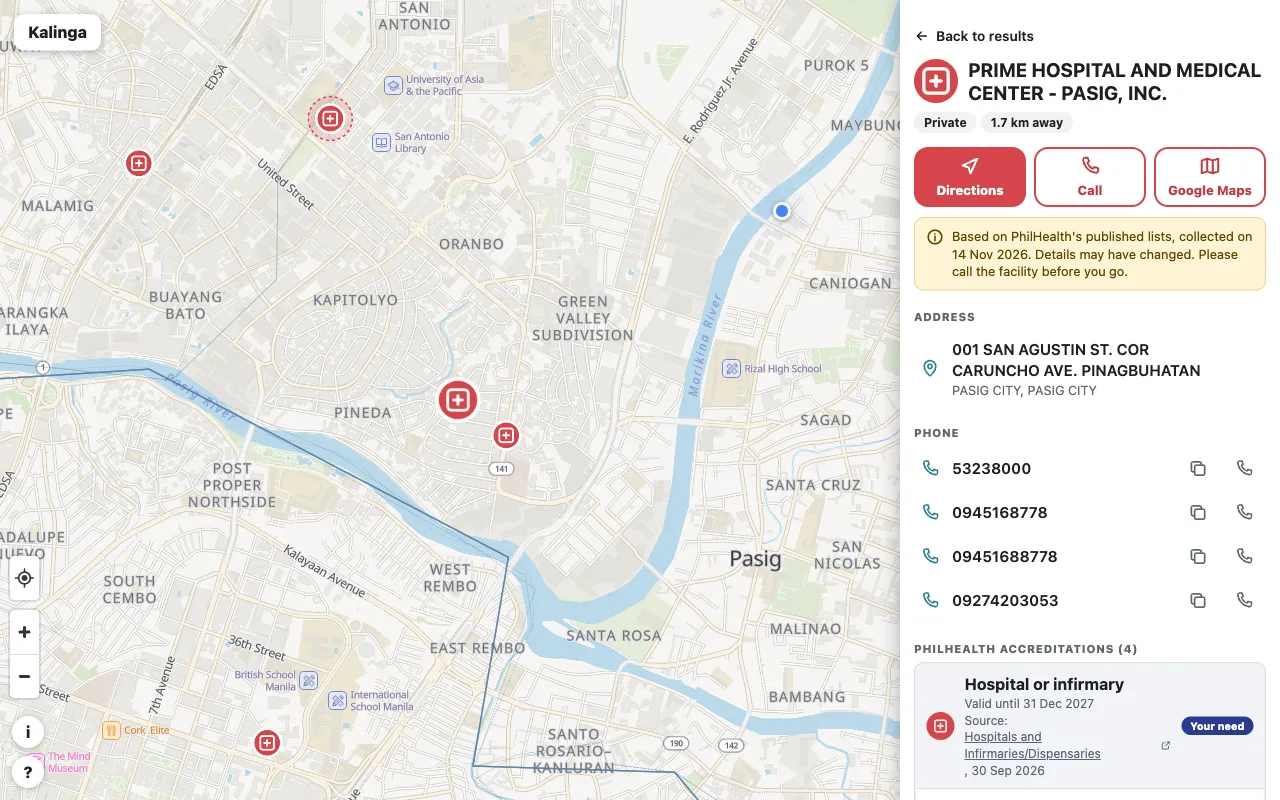 Kalinga
SAN
ANTONIO
EDSA
University of Asia
& the Pacific
San Antonio
Library
E. Rodriguez Jr. Avenue
PUROK 5
MAYBUNG
United Street
MALAMIG
ORANBO
BUAYANG
BATO
KAPITOLYO
GREEN
VALLEY
SUBDIVISION
CANIOGAN
ARANGKA
ILAYA
Marikina River
1
Pasig River
Rizal High School
PINEDA
SAGAD
141
POST
PROPER
NORTHSIDE
SANTA CRUZ
EDSA
ADALUPE
NUEVO
Kalayaan Avenue
Pasig
SAN
NICOLAS
SOUTH
CEMBO
WEST
REMBO
MALINAO
SANTA ROSA
36th Street
EAST REMBO
British School
Manila
International
School Manila
7th Avenue
Street
BAMBANG
Cork Elite
The Mind
Museum
SANTO
ROSARIO–
KANLURAN
190
142
i
?
Back to results
PRIME HOSPITAL AND MEDICAL
CENTER - PASIG, INC.
Private
1.7 km away
Directions
Call
Google Maps
Based on PhilHealth's published lists, collected on
14 Nov 2026. Details may have changed. Please
call the facility before you go.
ADDRESS
001 SAN AGUSTIN ST. COR
CARUNCHO AVE. PINAGBUHATAN
PASIG CITY, PASIG CITY
PHONE
53238000
0945168778
09451688778
09274203053
PHILHEALTH ACCREDITATIONS (4)
Hospital or infirmary
Valid until 31 Dec 2027
Source:
Hospitals and
Infirmaries/Dispensaries
, 30 Sep 2026
Your need